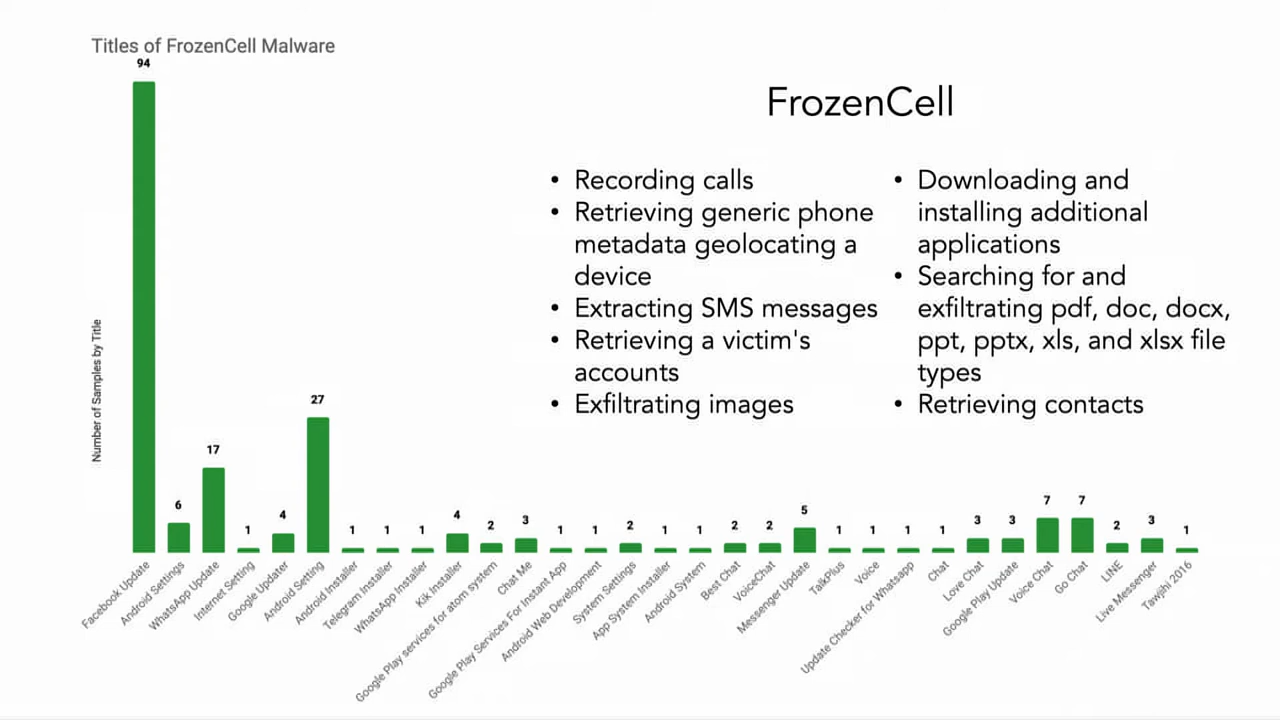 Titles of FrozenCell Malware
FrozenCell
• Recording calls
• Retrieving generic phone
metadata geolocating a
device
• Extracting SMS messages
• Retrieving a victim's
accounts
• Exfiltrating images
• Downloading and
installing additional
applications
• Searching for and
exfiltrating pdf, doc, docx,
ppt, pptx, xls, and xlsx file
types
• Retrieving contacts
Number of Samples by Title
94
6
17
1
4
27
1
1
1
4
2
3
1
1
2
1
1
2
2
5
1
1
1
1
3
3
7
7
2
3
1
Facebook Update
Android Settings
WhatsApp Update
Internet Setting
Google Updater
Android Setting
Android Installer
Telegram Installer
WhatsApp Installer
Kik Installer
Google Play services for atom system
Chat Me
Google Play Services For Instant App
Android Web Development
System Settings
App System Installer
Android System
Best Chat
VoiceChat
Messenger Update
TalkPlus
Voice
Update Checker for Whatsapp
Chat
Love Chat
Google Play Update
Voice Chat
Go Chat
LINE
Live Messenger
Tawjihi 2016